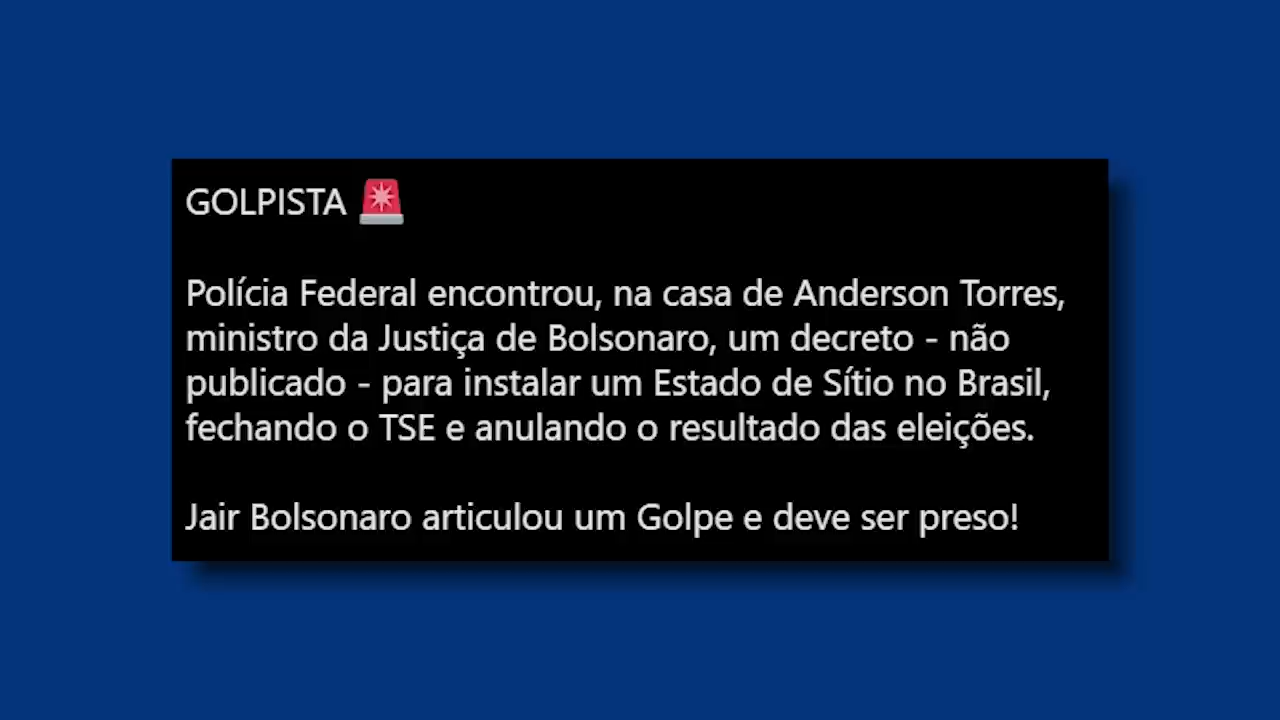 GOLPISTA 🚨
Polícia Federal encontrou, na casa de Anderson Torres,
ministro da Justiça de Bolsonaro, um decreto - não
publicado - para instalar um Estado de Sítio no Brasil,
fechando o TSE e anulando o resultado das eleições.
Jair Bolsonaro articulou um Golpe e deve ser preso!